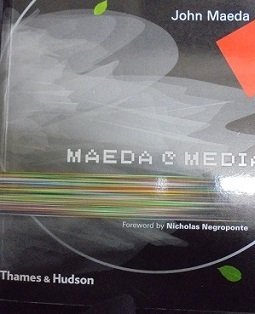 John Maeda
MAEDA @ MEDIA
Foreword by Nicholas Negroponte
Thames & Hudson